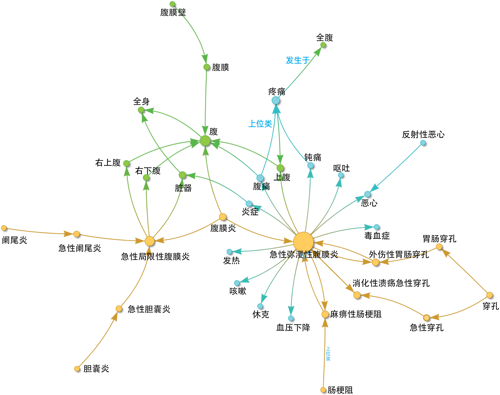 腹膜壁
全腹
发生于
腹膜
疼痛
全身
上位类
腹
反射性恶心
钝痛
右上腹
右下腹
呕吐
上腹
脏器
腹痛
恶心
炎症
腹膜炎
毒血症
阑尾炎
急性阑尾炎
胃肠穿孔
急性局限性腹膜炎
急性弥漫性腹膜炎
外伤性胃肠穿孔
发热
咳嗽
消化性溃疡急性穿孔
穿孔
急性胆囊炎
休克
血压下降
麻痹性肠梗阻
急性穿孔
上位类
胆囊炎
肠梗阻